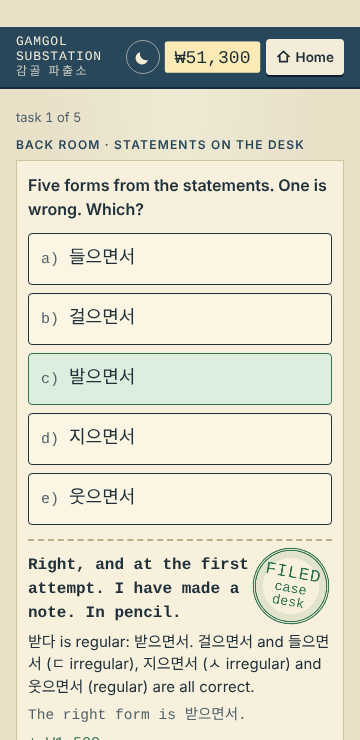 GAMGOL
SUBSTATION
감골 파출소
₩51,300
Home
task 1 of 5
BACK ROOM · STATEMENTS ON THE DESK
Five forms from the statements. One is
wrong. Which?
a) 들으면서
b) 걸으면서
c) 발으면서
d) 지으면서
e) 웃으면서
Right, and at the first
attempt. I have made a
note. In pencil.
FILED
case
desk
받다 is regular: 받으면서. 걸으면서 and 들으면
서 (ㄷ irregular), 지으면서 (ㅅ irregular) and
웃으면서 (regular) are all correct.
The right form is 받으면서.